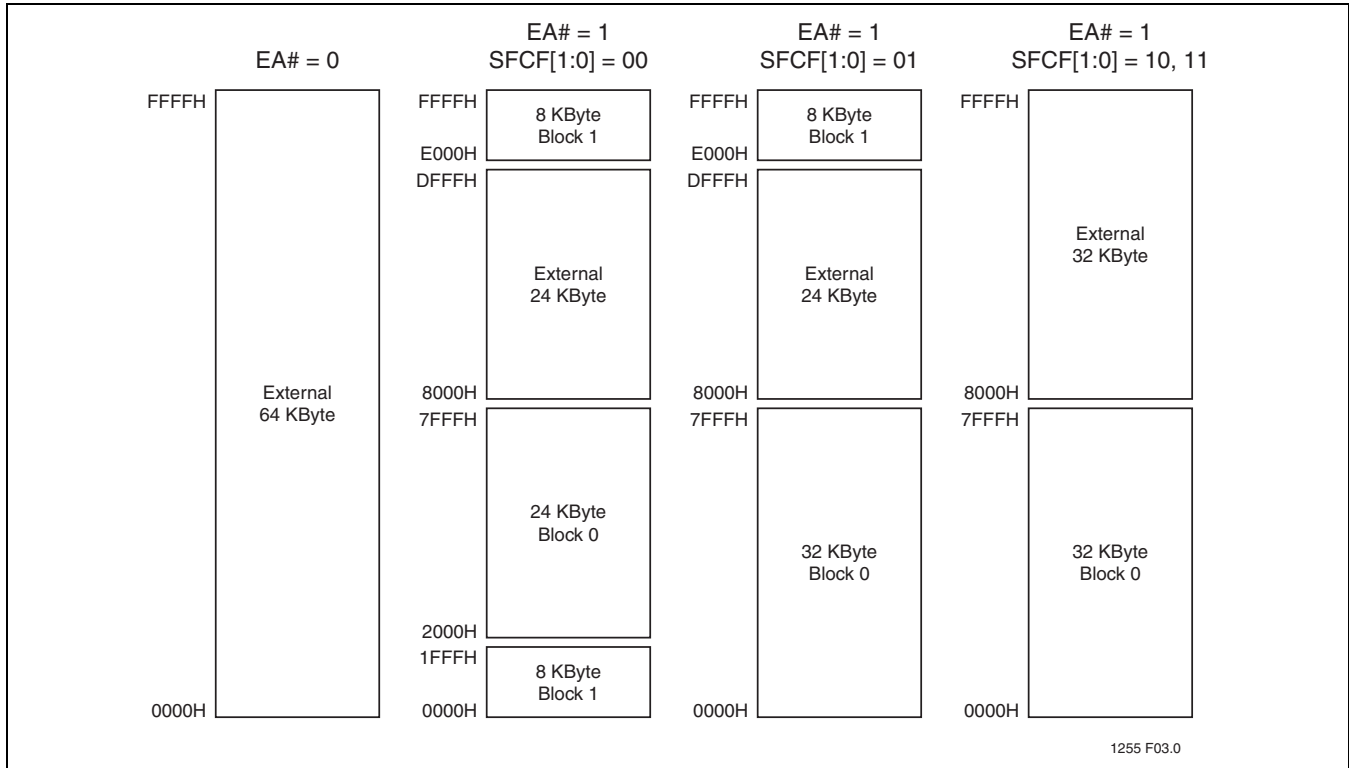 EA# = 0
FFFFH
External
64 KByte
0000H
EA# = 1
SFCF[1:0] = 00
FFFFH
8 KByte
Block 1
E000H
DFFFH
External
24 KByte
8000H
7FFFH
24 KByte
Block 0
2000H
1FFFH
8 KByte
Block 1
0000H
EA# = 1
SFCF[1:0] = 01
FFFFH
8 KByte
Block 1
E000H
DFFFH
External
24 KByte
8000H
7FFFH
32 KByte
Block 0
0000H
EA# = 1
SFCF[1:0] = 10, 11
FFFFH
External
32 KByte
8000H
7FFFH
32 KByte
Block 0
0000H
1255 F03.0